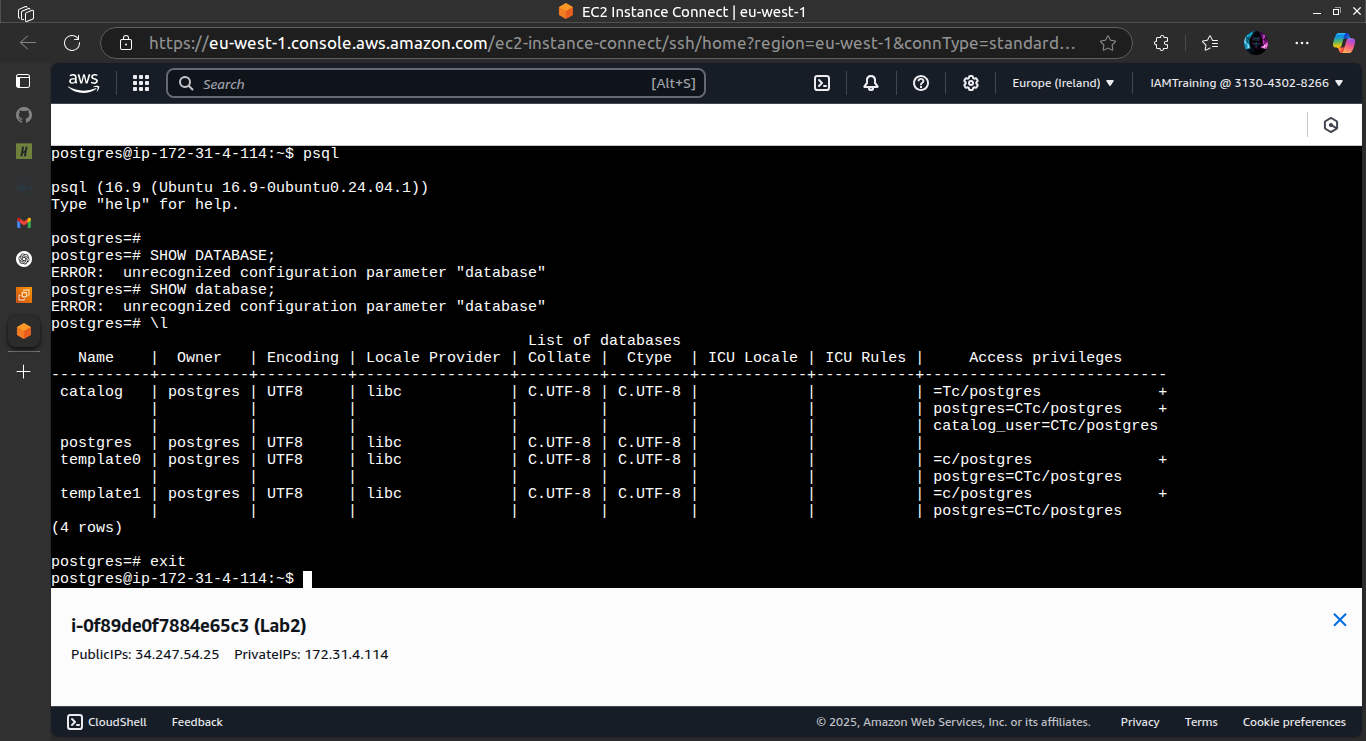 EC2 Instance Connect | eu-west-1
https://eu-west-1.console.aws.amazon.com/ec2-instance-connect/ssh/home?region=eu-west-1&connType=standard...
aws
Search
[Alt+S]
Europe (Ireland)
IAMTraining @ 3130-4302-8266
postgres@ip-172-31-4-114:~$ psql
psql (16.9 (Ubuntu 16.9-0ubuntu0.24.04.1))
Type "help" for help.
postgres=#
postgres=# SHOW DATABASE;
ERROR:  unrecognized configuration parameter "database"
postgres=# SHOW database;
ERROR:  unrecognized configuration parameter "database"
postgres=# \l
                                                     List of databases
   Name    |  Owner   | Encoding | Locale Provider | Collate |  Ctype  | ICU Locale | ICU Rules |     Access privileges
-----------+----------+----------+-----------------+---------+---------+------------+-----------+---------------------------
 catalog   | postgres | UTF8     | libc            | C.UTF-8 | C.UTF-8 |            |           | =Tc/postgres             +
           |          |          |                 |         |         |            |           | postgres=CTc/postgres    +
           |          |          |                 |         |         |            |           | catalog_user=CTc/postgres
 postgres  | postgres | UTF8     | libc            | C.UTF-8 | C.UTF-8 |            |           |
 template0 | postgres | UTF8     | libc            | C.UTF-8 | C.UTF-8 |            |           | =c/postgres              +
           |          |          |                 |         |         |            |           | postgres=CTc/postgres
 template1 | postgres | UTF8     | libc            | C.UTF-8 | C.UTF-8 |            |           | =c/postgres              +
           |          |          |                 |         |         |            |           | postgres=CTc/postgres
(4 rows)
postgres=# exit
postgres@ip-172-31-4-114:~$
i-0f89de0f7884e65c3 (Lab2)
PublicIPs: 34.247.54.25    PrivateIPs: 172.31.4.114
CloudShell
Feedback
© 2025, Amazon Web Services, Inc. or its affiliates.
Privacy
Terms
Cookie preferences